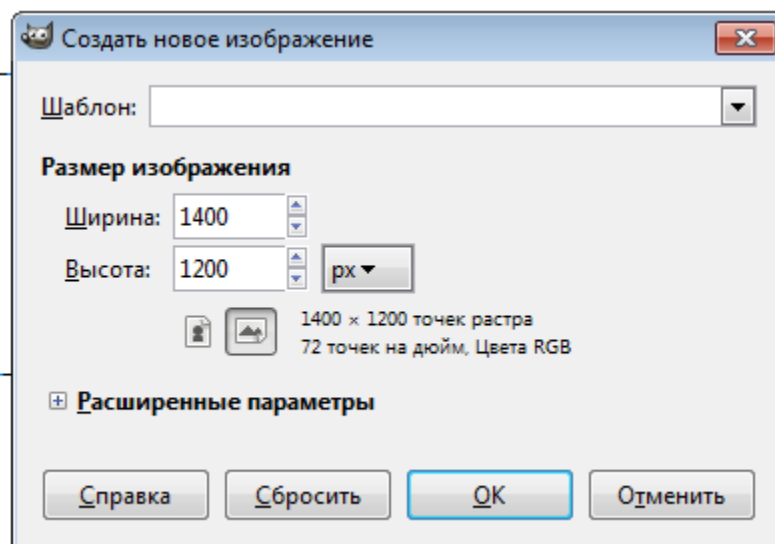 Создать новое изображение
Шаблон:
Размер изображения
Ширина: 1400
Высота: 1200 px
1400 × 1200 точек растра
72 точек на дюйм, Цвета RGB
Расширенные параметры
Справка Сбросить OK Отменить